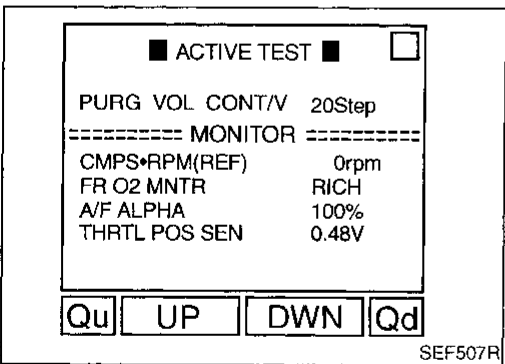 ■ ACTIVE TEST ■
PURG VOL CONT/V 20Step
========== MONITOR ==========
CMPS•RPM(REF) 0rpm
FR O2 MNTR RICH
A/F ALPHA 100%
THRTL POS SEN 0.48V
Qu UP DWN Qd
SEF507R